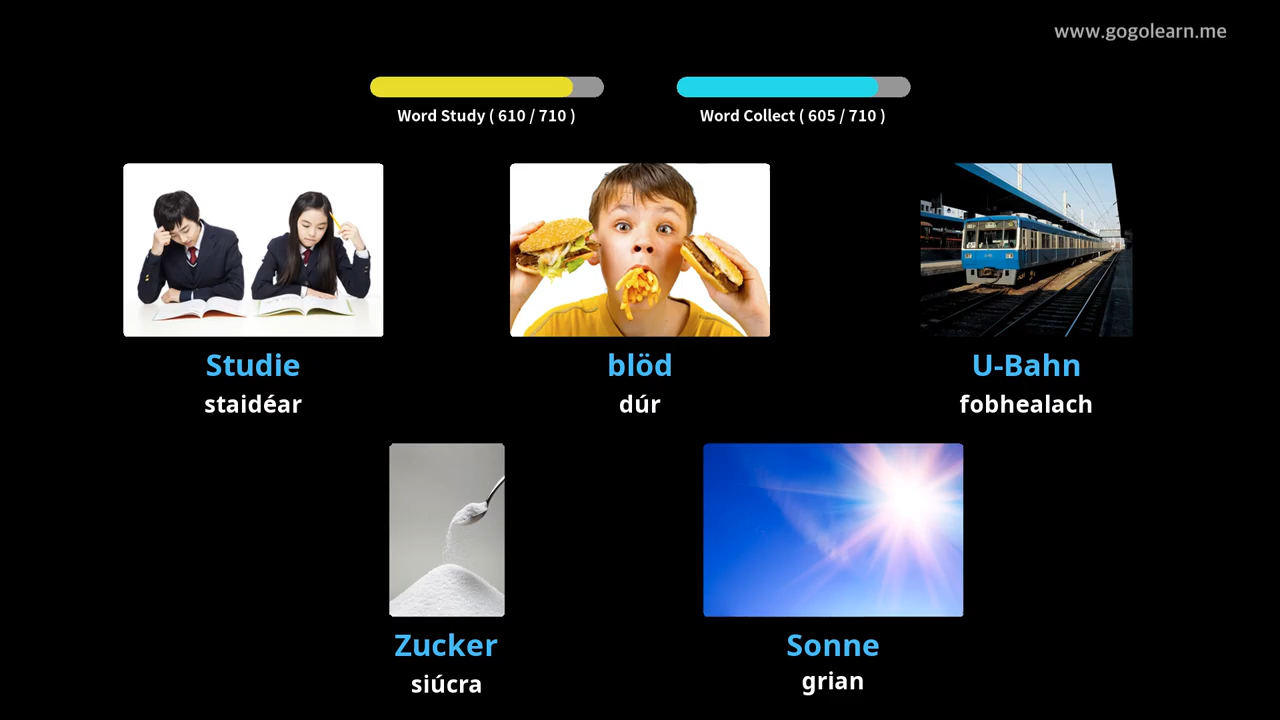 www.gogolearn.me
Word Study ( 610 / 710 )
Word Collect ( 605 / 710 )
Studie
staidéar
blöd
dúr
U-Bahn
fobhealach
Zucker
siúcra
Sonne
grian